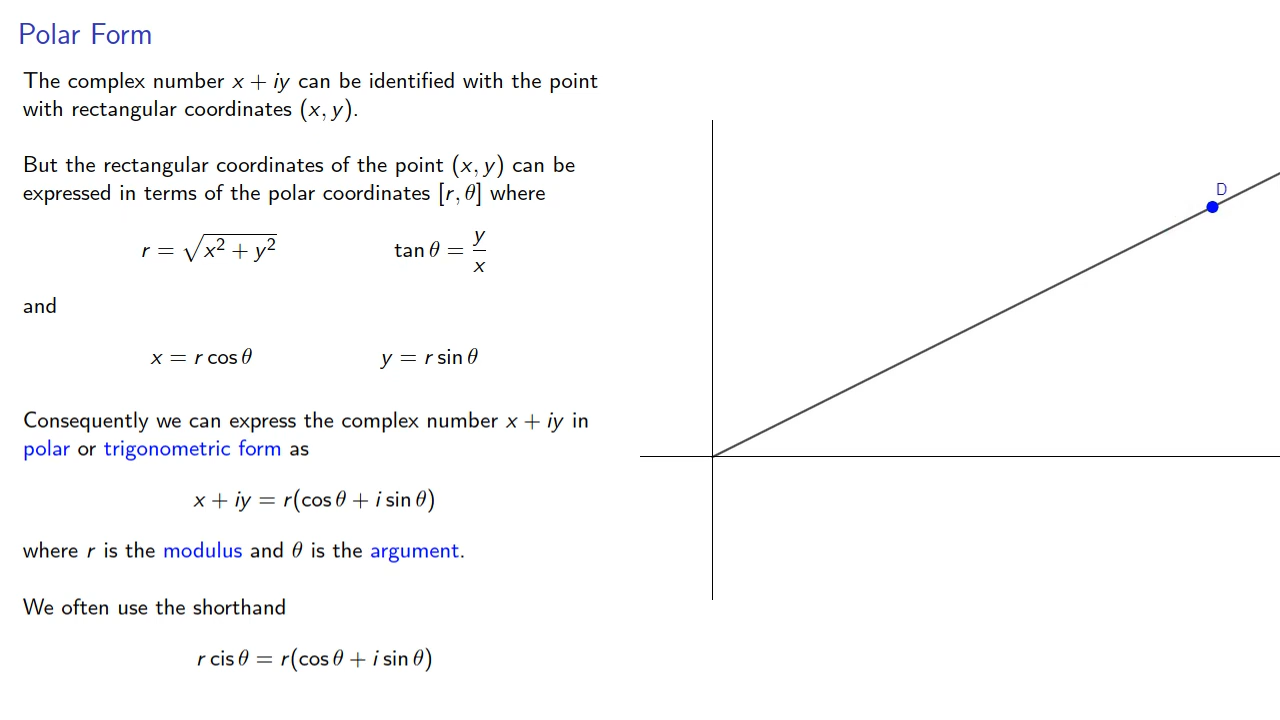 Polar Form
The complex number x + iy can be identified with the point
with rectangular coordinates (x, y).
But the rectangular coordinates of the point (x, y) can be
expressed in terms of the polar coordinates [r, θ] where
r = √(x² + y²) tan θ = y/x
and
x = r cos θ y = r sin θ
Consequently we can express the complex number x + iy in
polar or trigonometric form as
x + iy = r(cos θ + i sin θ)
where r is the modulus and θ is the argument.
We often use the shorthand
r cis θ = r(cos θ + i sin θ)
D